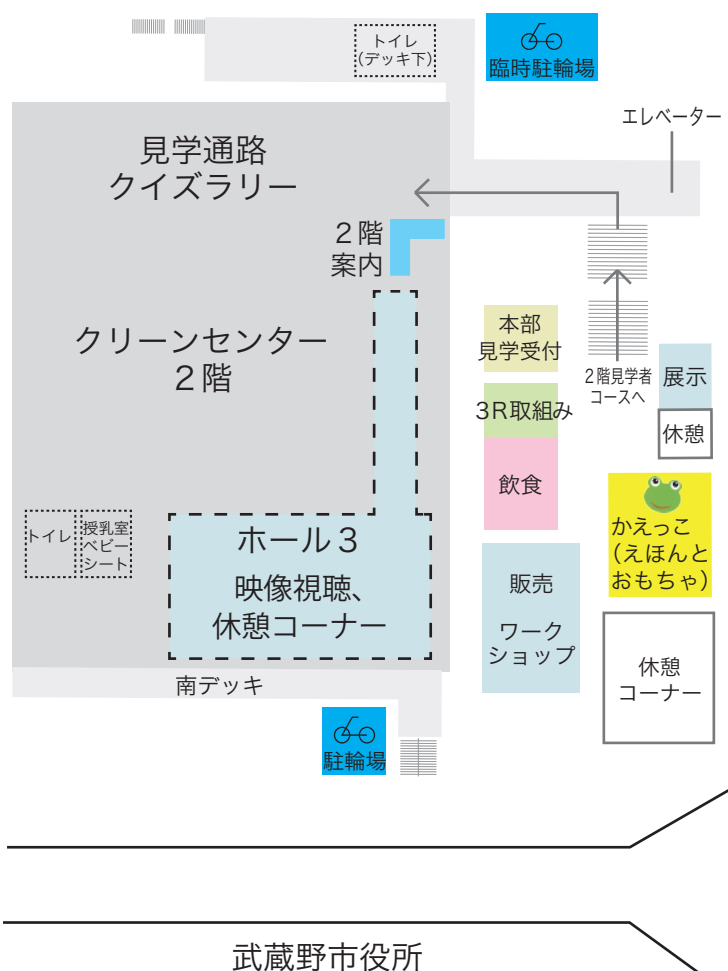 トイレ
(デッキ下)
臨時駐輪場
エレベーター
見学通路
クイズラリー
2階
案内
クリーンセンター
2階
本部
見学受付
2階見学者
コースへ
展示
3R取組み
休憩
飲食
かえっこ
(えほんと
おもちゃ)
トイレ
授乳室
ベビー
シート
ホール3
映像視聴、
休憩コーナー
販売
ワーク
ショップ
休憩
コーナー
南デッキ
駐輪場
武蔵野市役所